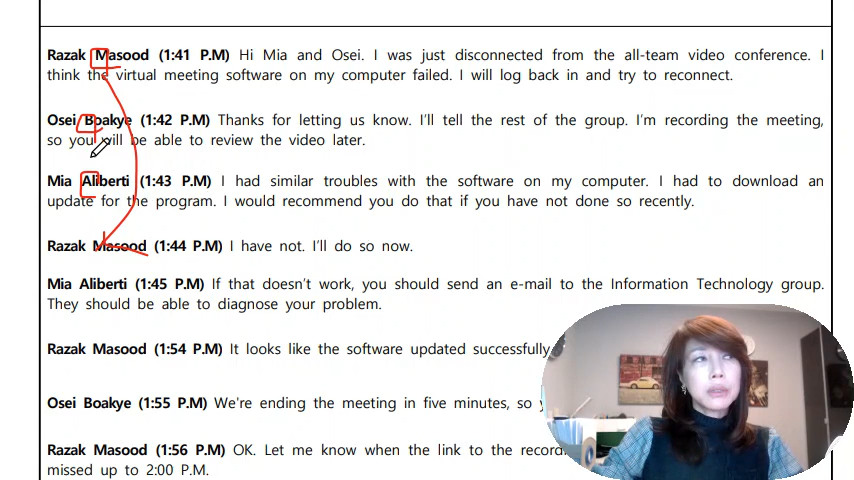 Razak Masood (1:41 P.M) Hi Mia and Osei. I was just disconnected from the all-team video conference. I
think the virtual meeting software on my computer failed. I will log back in and try to reconnect.
Osei Boakye (1:42 P.M) Thanks for letting us know. I'll tell the rest of the group. I'm recording the meeting,
so you will be able to review the video later.
Mia Aliberti (1:43 P.M) I had similar troubles with the software on my computer. I had to download an
update for the program. I would recommend you do that if you have not done so recently.
Razak Masood (1:44 P.M) I have not. I'll do so now.
Mia Aliberti (1:45 P.M) If that doesn't work, you should send an e-mail to the Information Technology group.
They should be able to diagnose your problem.
Razak Masood (1:54 P.M) It looks like the software updated successfully
Osei Boakye (1:55 P.M) We're ending the meeting in five minutes, so
Razak Masood (1:56 P.M) OK. Let me know when the link to the
missed up to 2:00 P.M.